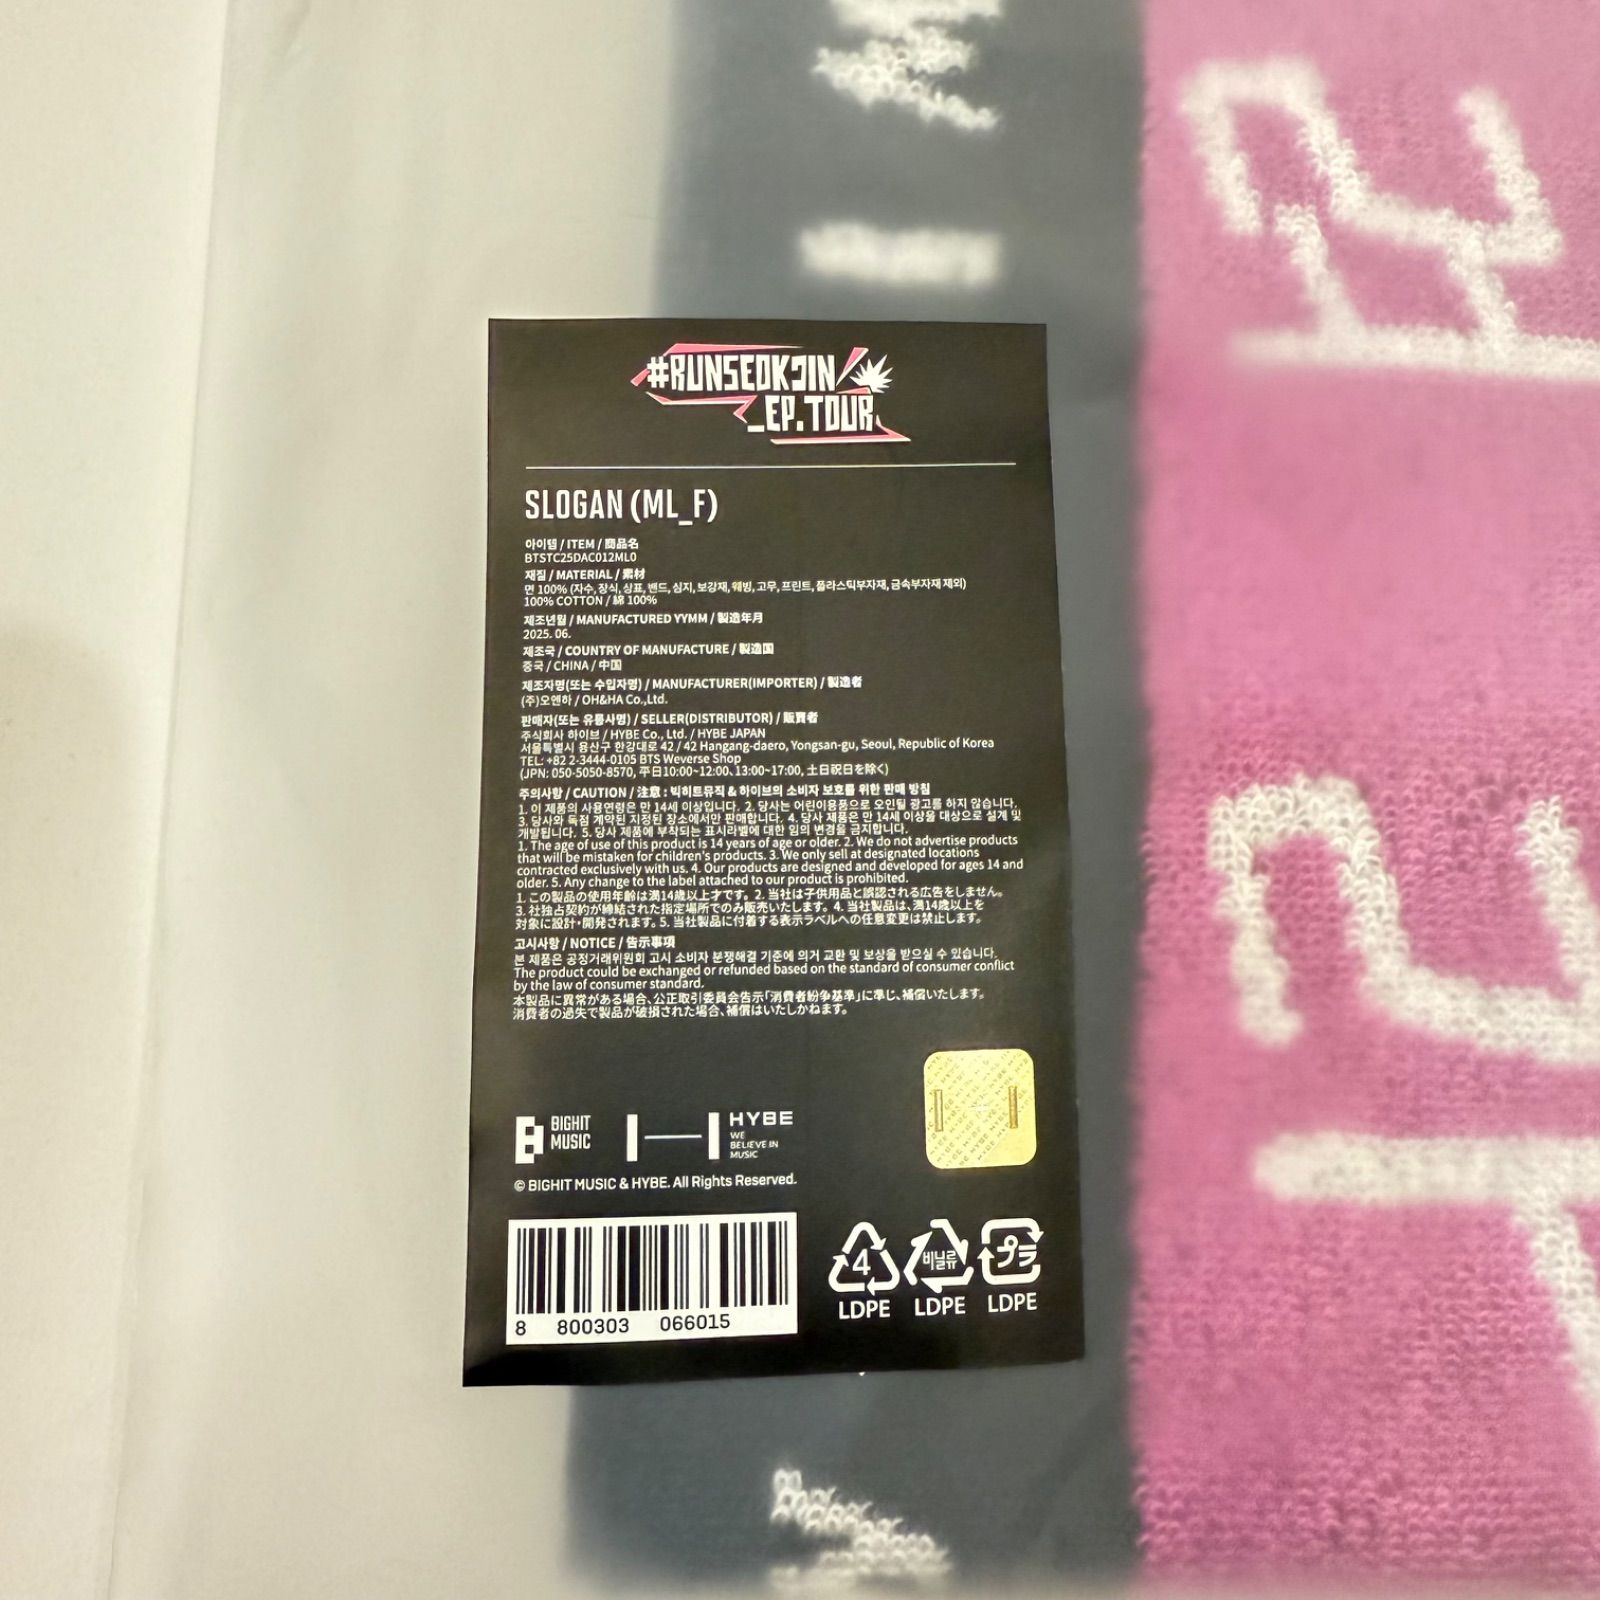 #RUNSEOKJIN
_EP.TOUR
SLOGAN (ML_F)
아이템 / ITEM / 商品名
BTSTC25DAC012ML0
재질 / MATERIAL / 素材
면 100% (자수, 장식, 상표, 밴드, 심지, 보강재, 웨빙, 고무, 프린트, 플라스틱부자재, 금속부자재 제외)
100% COTTON / 綿 100%
제조년월 / MANUFACTURED YYMM / 製造年月
2025. 06.
제조국 / COUNTRY OF MANUFACTURE / 製造国
중국 / CHINA / 中国
제조자명(또는 수입자명) / MANUFACTURER(IMPORTER) / 製造者
(주)오앤하 / OH&HA Co.,Ltd.
판매자(또는 유통사명) / SELLER(DISTRIBUTOR) / 販賣者
주식회사 하이브 / HYBE Co., Ltd. / HYBE JAPAN
서울특별시 용산구 한강대로 42 / 42 Hangang-daero, Yongsan-gu, Seoul, Republic of Korea
TEL: +82 2-3444-0105 BTS Weverse Shop
(JPN: 050-5050-8570, 平日10:00~12:00、13:00~17:00, 土日祝日を除く)
주의사항 / CAUTION / 注意 : 빅히트뮤직 & 하이브의 소비자 보호를 위한 판매 방침
1. 이 제품의 사용연령은 만 14세 이상입니다. 2. 당사는 어린이용품으로 오인될 광고를 하지 않습니다.
3. 당사와 독점 계약된 지정된 장소에서만 판매합니다. 4. 당사 제품은 만 14세 이상을 대상으로 설계 및
개발됩니다. 5. 당사 제품에 부착되는 표시라벨에 대한 임의 변경을 금지합니다.
1. The age of use of this product is 14 years of age or older. 2. We do not advertise products
that will be mistaken for children's products. 3. We only sell at designated locations
contracted exclusively with us. 4. Our products are designed and developed for ages 14 and
older. 5. Any change to the label attached to our product is prohibited.
1. この製品の使用年齢は満14歳以上才です。2. 当社は子供用品と誤認される広告をしません。
3. 社独占契約が締結された指定場所でのみ販売いたします。4. 当社製品は、満14歳以上を
対象に設計・開発されます。5. 当社製品に付着する表示ラベルへの任意変更は禁止します。
고시사항 / NOTICE / 告示事項
본 제품은 공정거래위원회 고시 소비자 분쟁해결 기준에 의거 교환 및 보상을 받으실 수 있습니다.
The product could be exchanged or refunded based on the standard of consumer conflict
by the law of consumer standard.
本製品に異常がある場合、公正取引委員会告示「消費者紛争基準」に準じ、補償いたします。
消費者の過失で製品が破損された場合、補償はいたしかねます。
BIGHIT
MUSIC
HYBE
WE
BELIEVE IN
MUSIC
© BIGHIT MUSIC & HYBE. All Rights Reserved.
8 800303 066015
4
LDPE
비닐류
LDPE
プラ
LDPE